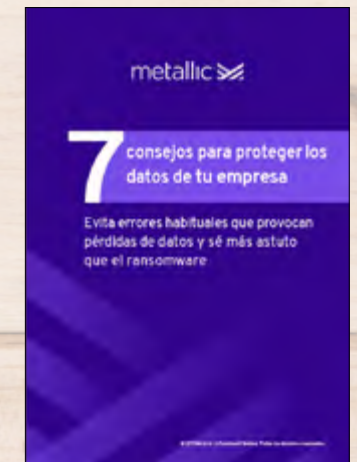 metallic
7
consejos para proteger los
datos de tu empresa
Evita errores habituales que provocan
pérdidas de datos y sé más astuto
que el ransomware